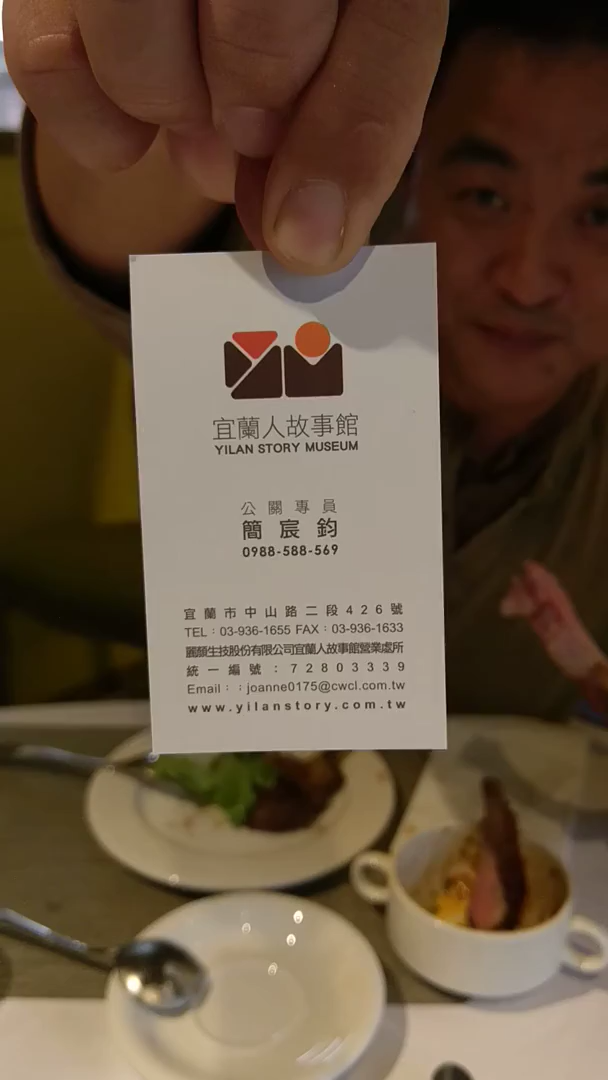 宜蘭人故事館
YILAN STORY MUSEUM
公關專員
簡宸鈞
0988-588-569
宜蘭市中山路二段426號
TEL：03-936-1655 FAX：03-936-1633
麗顏生技股份有限公司宜蘭人故事館營業處所
統一編號：72803339
Email：：joanne0175@cwcl.com.tw
www.yilanstory.com.tw